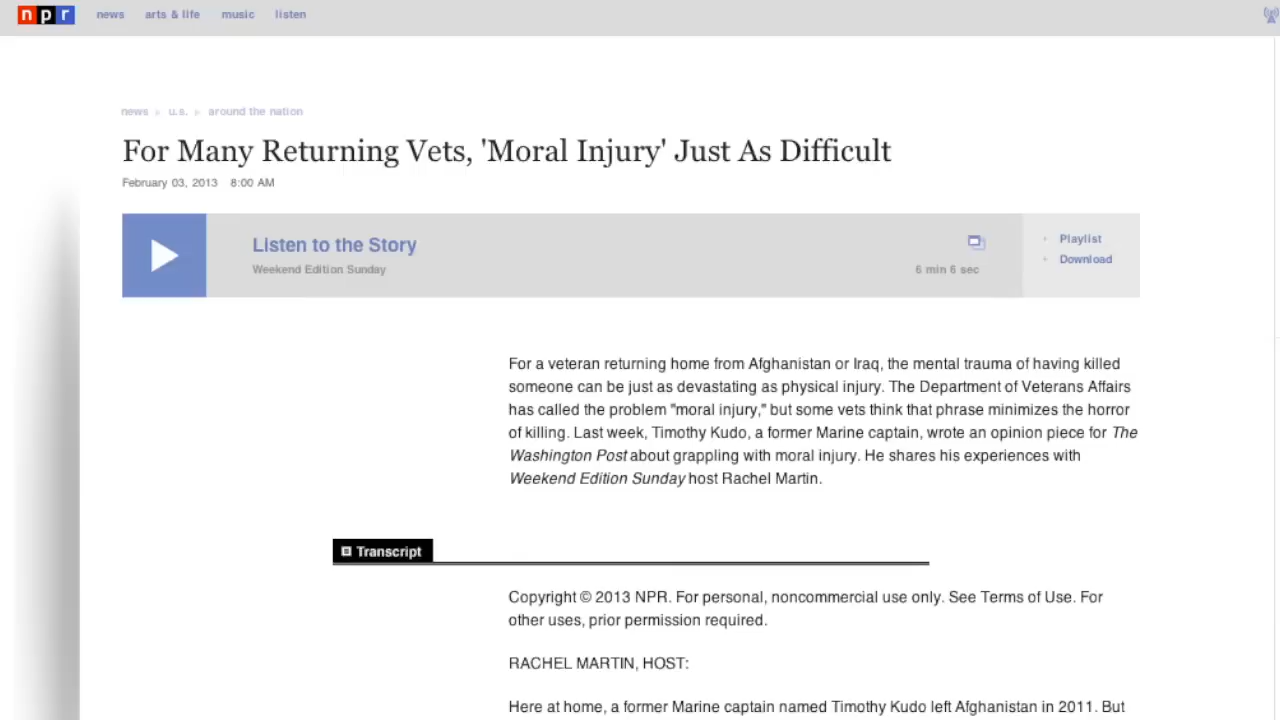 npr news arts & life music listen
news ▸ u.s. ▸ around the nation
For Many Returning Vets, 'Moral Injury' Just As Difficult
February 03, 2013 8:00 AM
Listen to the Story
Weekend Edition Sunday
6 min 6 sec
+ Playlist
+ Download
For a veteran returning home from Afghanistan or Iraq, the mental trauma of having killed
someone can be just as devastating as physical injury. The Department of Veterans Affairs
has called the problem "moral injury," but some vets think that phrase minimizes the horror
of killing. Last week, Timothy Kudo, a former Marine captain, wrote an opinion piece for The
Washington Post about grappling with moral injury. He shares his experiences with
Weekend Edition Sunday host Rachel Martin.
Transcript
Copyright © 2013 NPR. For personal, noncommercial use only. See Terms of Use. For
other uses, prior permission required.
RACHEL MARTIN, HOST:
Here at home, a former Marine captain named Timothy Kudo left Afghanistan in 2011. But